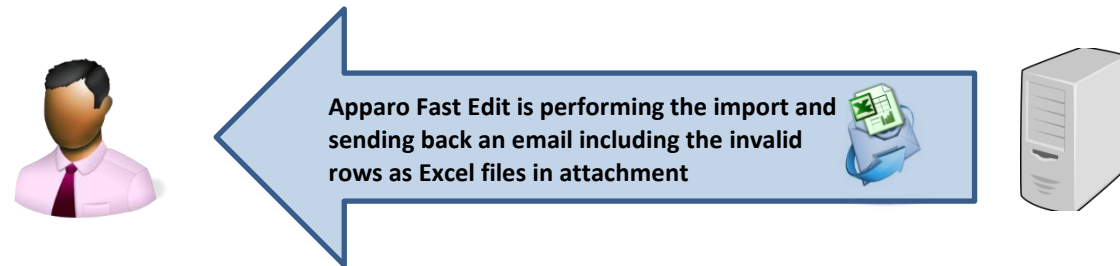 Apparo Fast Edit is performing the import and
sending back an email including the invalid
rows as Excel files in attachment